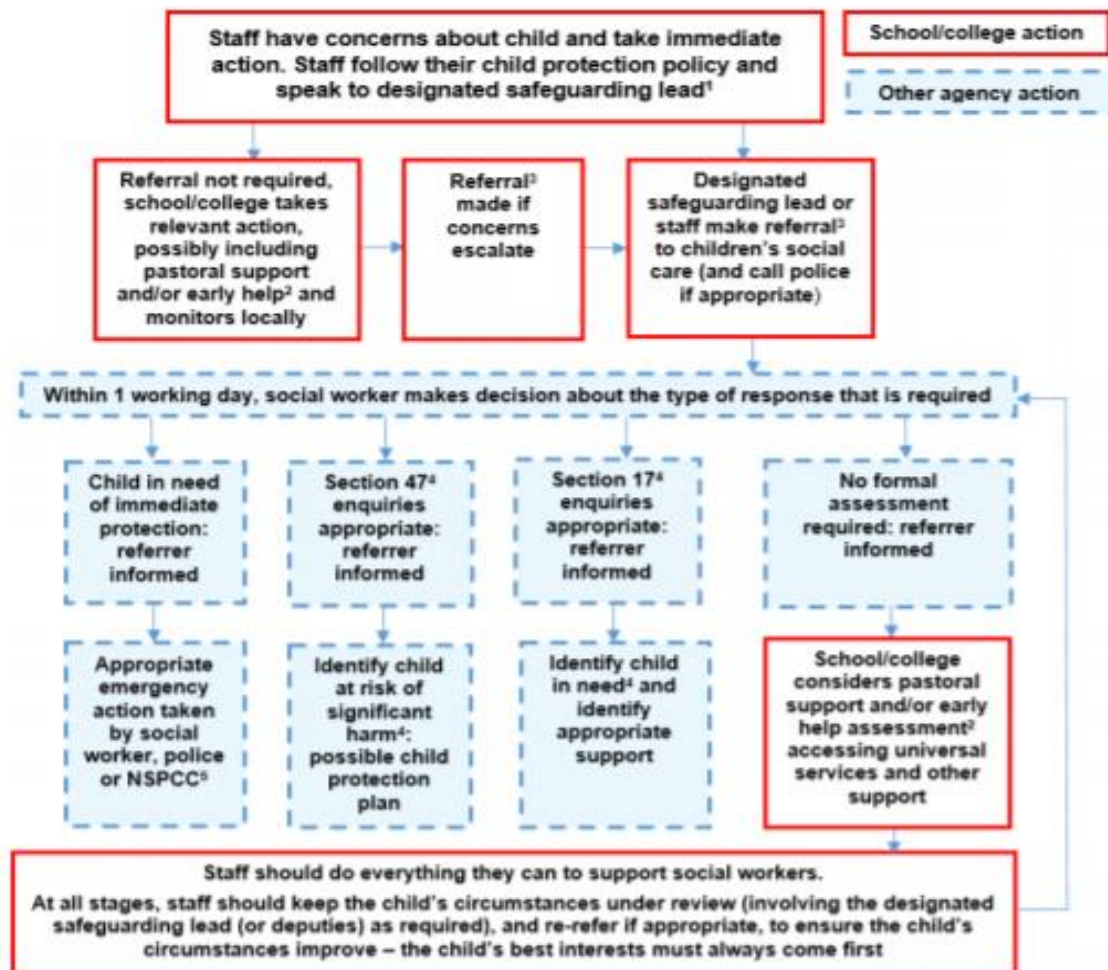 Staff have concerns about child and take immediate
action. Staff follow their child protection policy and
speak to designated safeguarding lead¹
School/college action
Other agency action
Referral not required,
school/college takes
relevant action,
possibly including
pastoral support
and/or early help² and
monitors locally
Referral³
made if
concerns
escalate
Designated
safeguarding lead or
staff make referral³
to children's social
care (and call police
if appropriate)
Within 1 working day, social worker makes decision about the type of response that is required
Child in need
of immediate
protection:
referrer
informed
Section 47⁴
enquiries
appropriate:
referrer
informed
Section 17⁴
enquiries
appropriate:
referrer
informed
No formal
assessment
required: referrer
informed
Appropriate
emergency
action taken
by social
worker, police
or NSPCC⁵
Identify child
at risk of
significant
harm⁴:
possible child
protection
plan
Identify child
in need⁴ and
identify
appropriate
support
School/college
considers pastoral
support and/or early
help assessment²
accessing universal
services and other
support
Staff should do everything they can to support social workers.
At all stages, staff should keep the child's circumstances under review (involving the designated
safeguarding lead (or deputies) as required), and re-refer if appropriate, to ensure the child's
circumstances improve – the child's best interests must always come first